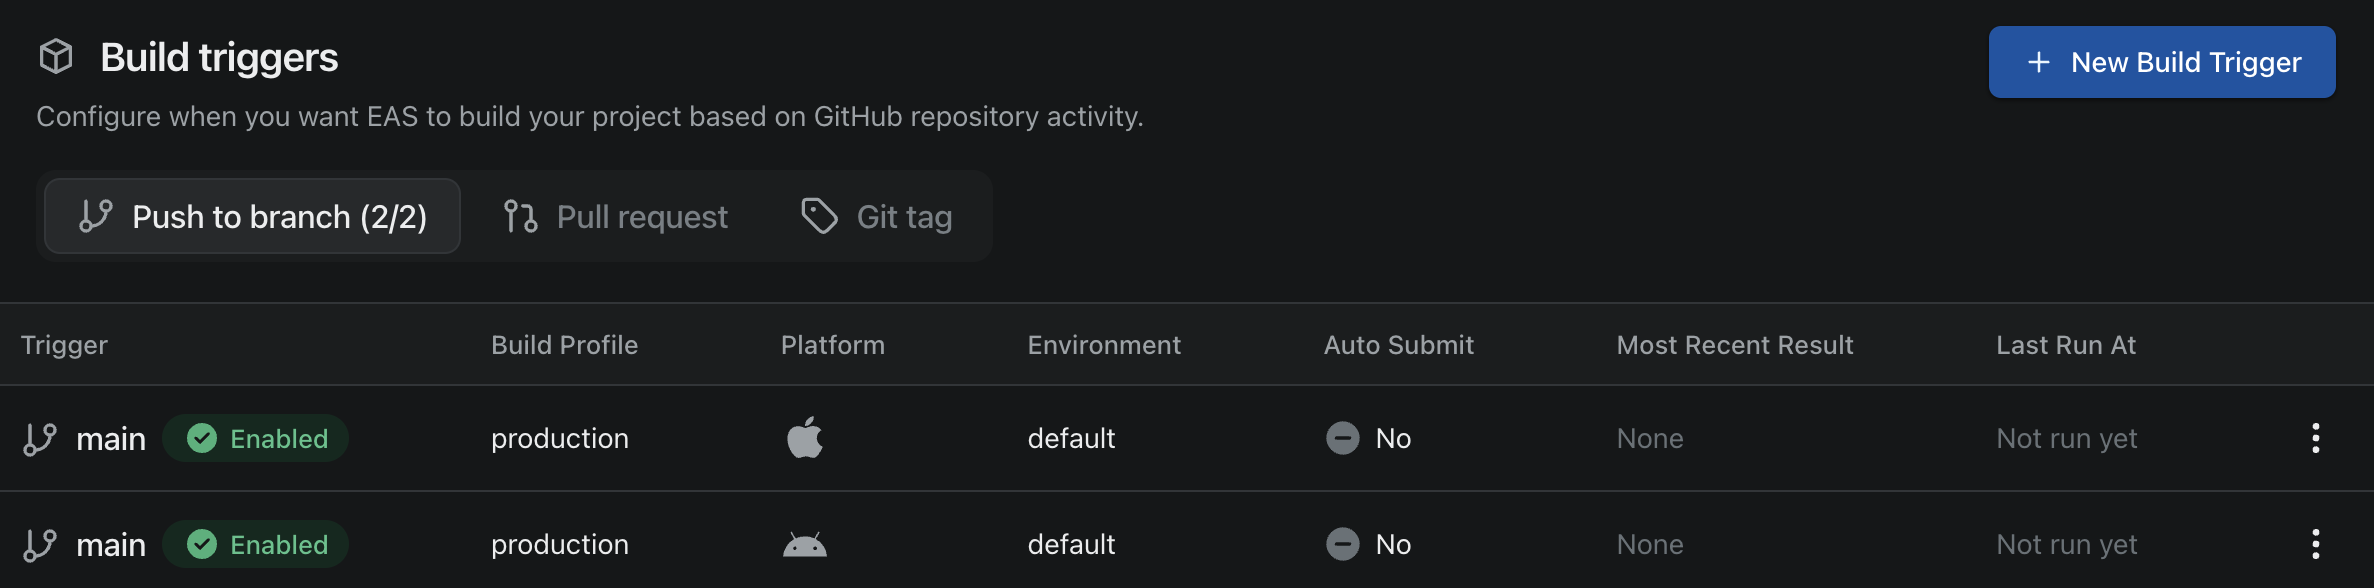 Build triggers
New Build Trigger
Configure when you want EAS to build your project based on GitHub repository activity.
Push to branch (2/2) Pull request Git tag
Trigger Build Profile Platform Environment Auto Submit Most Recent Result Last Run At
main Enabled production default No None Not run yet
main Enabled production default No None Not run yet